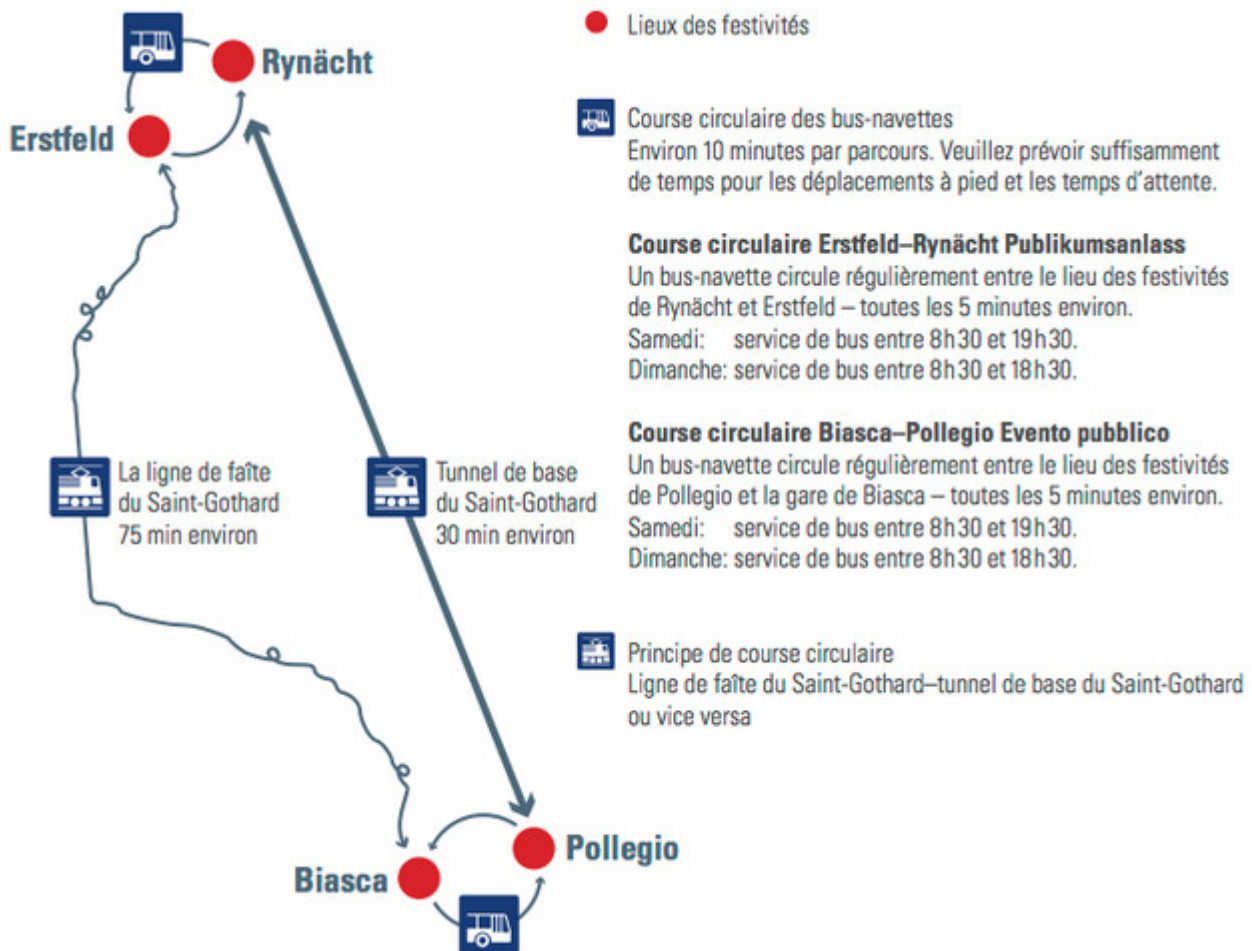 Rynächt
Erstfeld
La ligne de faîte
du Saint-Gothard
75 min environ
Tunnel de base
du Saint-Gothard
30 min environ
Pollegio
Biasca
Lieux des festivités
Course circulaire des bus-navettes
Environ 10 minutes par parcours. Veuillez prévoir suffisamment
de temps pour les déplacements à pied et les temps d'attente.
Course circulaire Erstfeld–Rynächt Publikumsanlass
Un bus-navette circule régulièrement entre le lieu des festivités
de Rynächt et Erstfeld – toutes les 5 minutes environ.
Samedi: service de bus entre 8h30 et 19h30.
Dimanche: service de bus entre 8h30 et 18h30.
Course circulaire Biasca–Pollegio Evento pubblico
Un bus-navette circule régulièrement entre le lieu des festivités
de Pollegio et la gare de Biasca – toutes les 5 minutes environ.
Samedi: service de bus entre 8h30 et 19h30.
Dimanche: service de bus entre 8h30 et 18h30.
Principe de course circulaire
Ligne de faîte du Saint-Gothard–tunnel de base du Saint-Gothard
ou vice versa